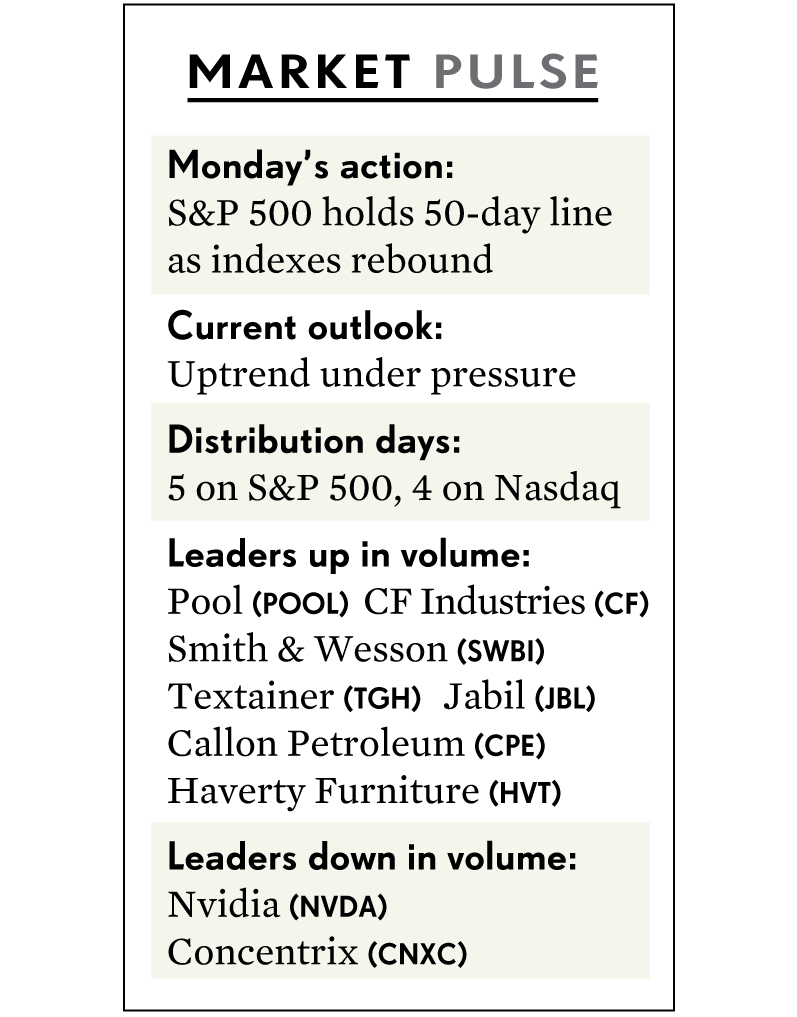 MARKET PULSE
Monday’s action:
S&P 500 holds 50-day line
as indexes rebound
Current outlook:
Uptrend under pressure
Distribution days:
5 on S&P 500, 4 on Nasdaq
Leaders up in volume:
Pool (POOL) CF Industries (CF)
Smith & Wesson (SWBI)
Textainer (TGH) Jabil (JBL)
Callon Petroleum (CPE)
Haverty Furniture (HVT)
Leaders down in volume:
Nvidia (NVDA)
Concentrix (CNXC)